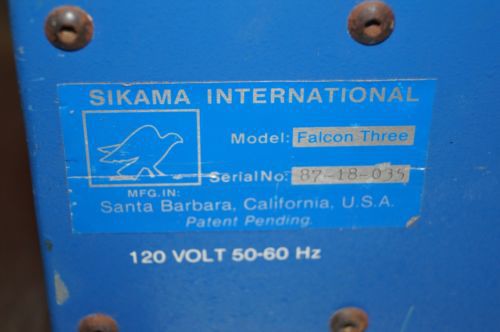 SIKAMA INTERNATIONAL
Model: Falcon Three
Serial No: 87-18-035
MFG. IN:
Santa Barbara, California, U.S.A.
Patent Pending.
120 VOLT 50-60 Hz